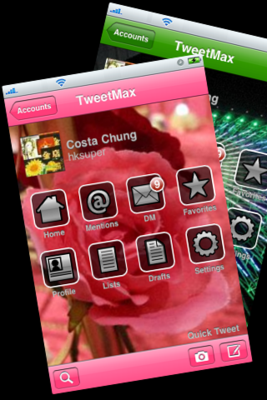 Accounts
TweetMax
Accounts
TweetMax
Costa Chung
hksuper
9
Home
Mentions
DM
Favorites
Profile
Lists
Drafts
Settings
Quick Tweet